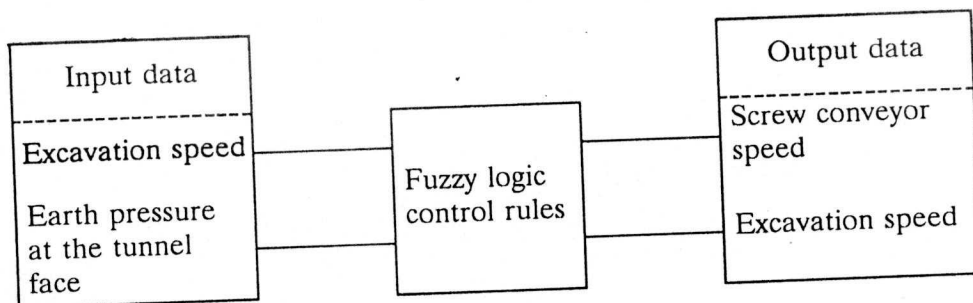 Input data
Excavation speed
Earth pressure
at the tunnel
face
Fuzzy logic
control rules
Output data
Screw conveyor
speed
Excavation speed